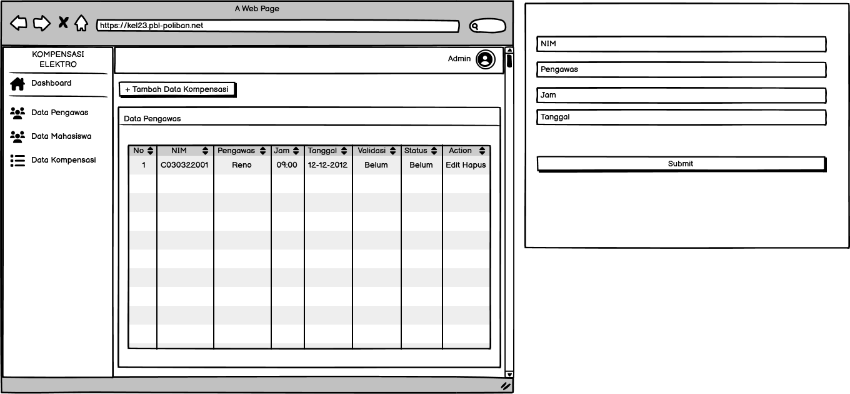 A Web Page
https://kel23.pbl-poliban.net
KOMPENSASI
ELEKTRO
Dashboard
Data Pengawas
Data Mahasiswa
Data Kompensasi
Admin
+ Tambah Data Kompensasi
Data Pengawas
No NIM Pengawas Jam Tanggal Validasi Status Action
1 C030322001 Reno 09:00 12-12-2012 Belum Belum Edit Hapus
NIM
Pengawas
Jam
Tanggal
Submit